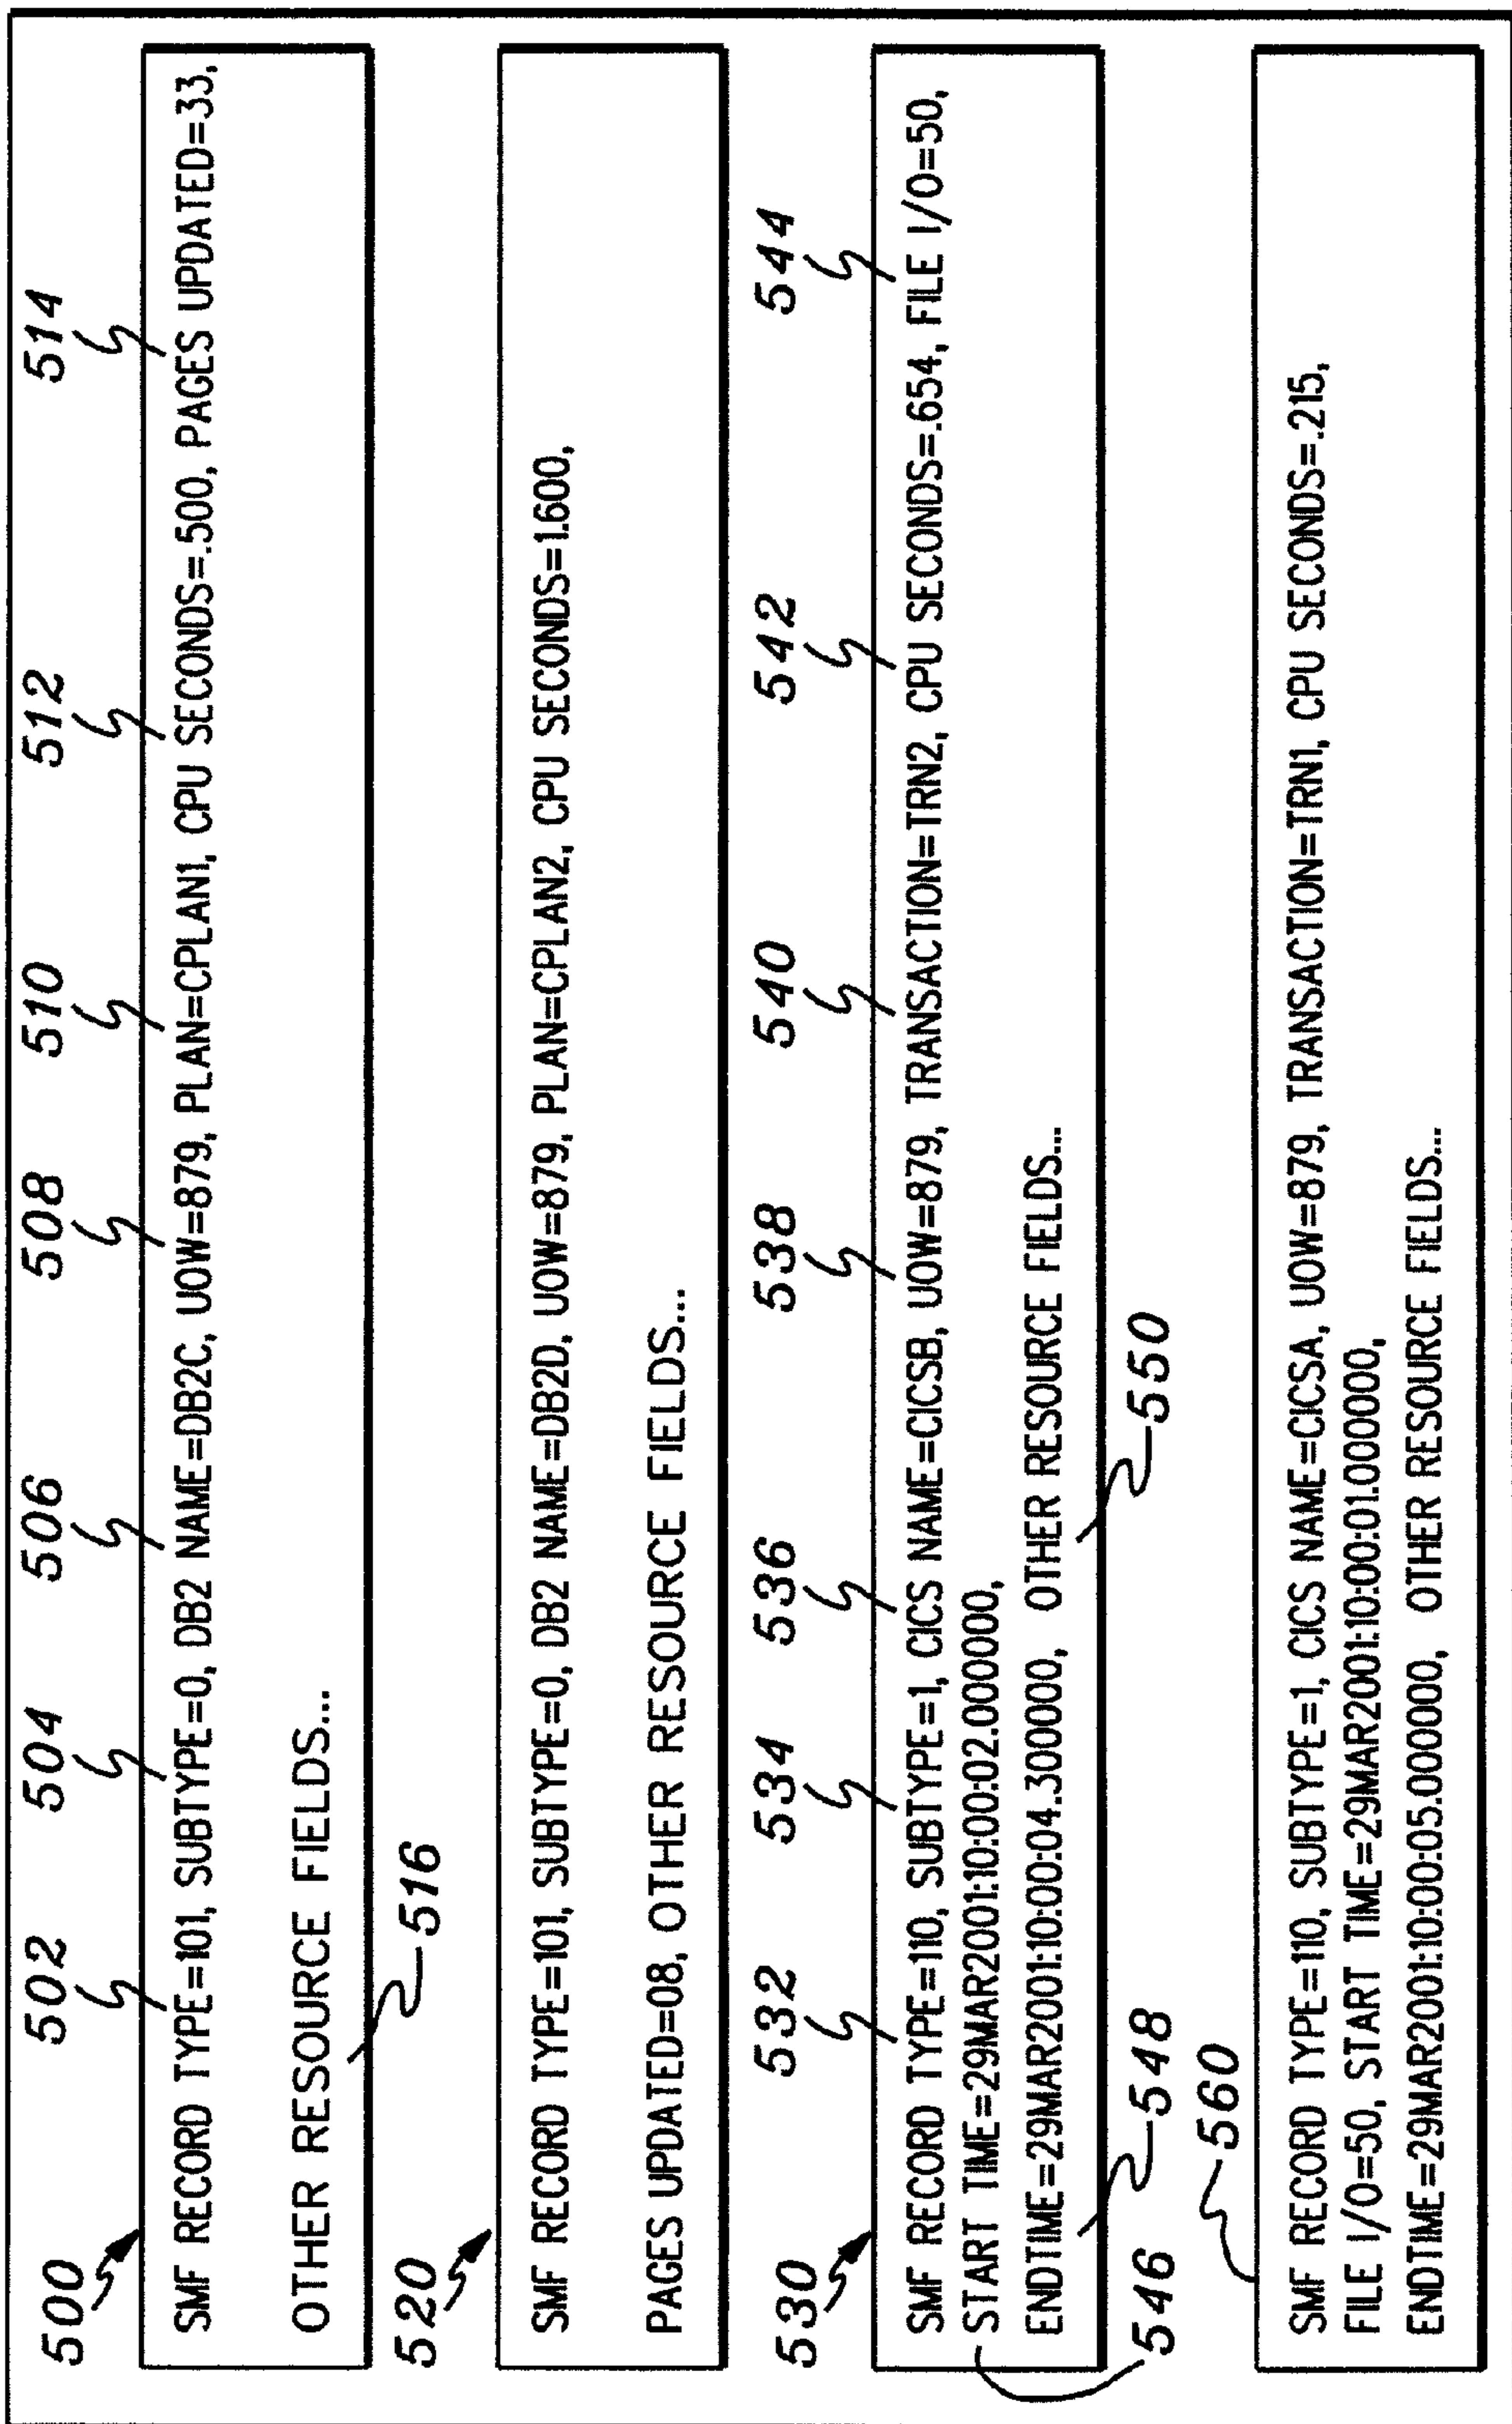 500 502 504 506 508 510 512 514
SMF RECORD TYPE=101, SUBTYPE=0, DB2 NAME=DB2C, UOW=879, PLAN=CPLAN1, CPU SECONDS=.500, PAGES UPDATED=33,
OTHER RESOURCE FIELDS...
516
520
SMF RECORD TYPE=101, SUBTYPE=0, DB2 NAME=DB2D, UOW=879, PLAN=CPLAN2, CPU SECONDS=1.600,
PAGES UPDATED=08, OTHER RESOURCE FIELDS...
530 532 534 536 538 540 542 544
SMF RECORD TYPE=110, SUBTYPE=1, CICS NAME=CICSB, UOW=879, TRANSACTION=TRN2, CPU SECONDS=.654, FILE I/O=50,
START TIME=29MAR2001:10:00:02.000000,
ENDTIME=29MAR2001:10:00:04.300000, OTHER RESOURCE FIELDS...
546 548 550
560
SMF RECORD TYPE=110, SUBTYPE=1, CICS NAME=CICSA, UOW=879, TRANSACTION=TRN1, CPU SECONDS=.215,
FILE I/O=50, START TIME=29MAR2001:10:00:01.000000,
ENDTIME=29MAR2001:10:00:05.000000, OTHER RESOURCE FIELDS...